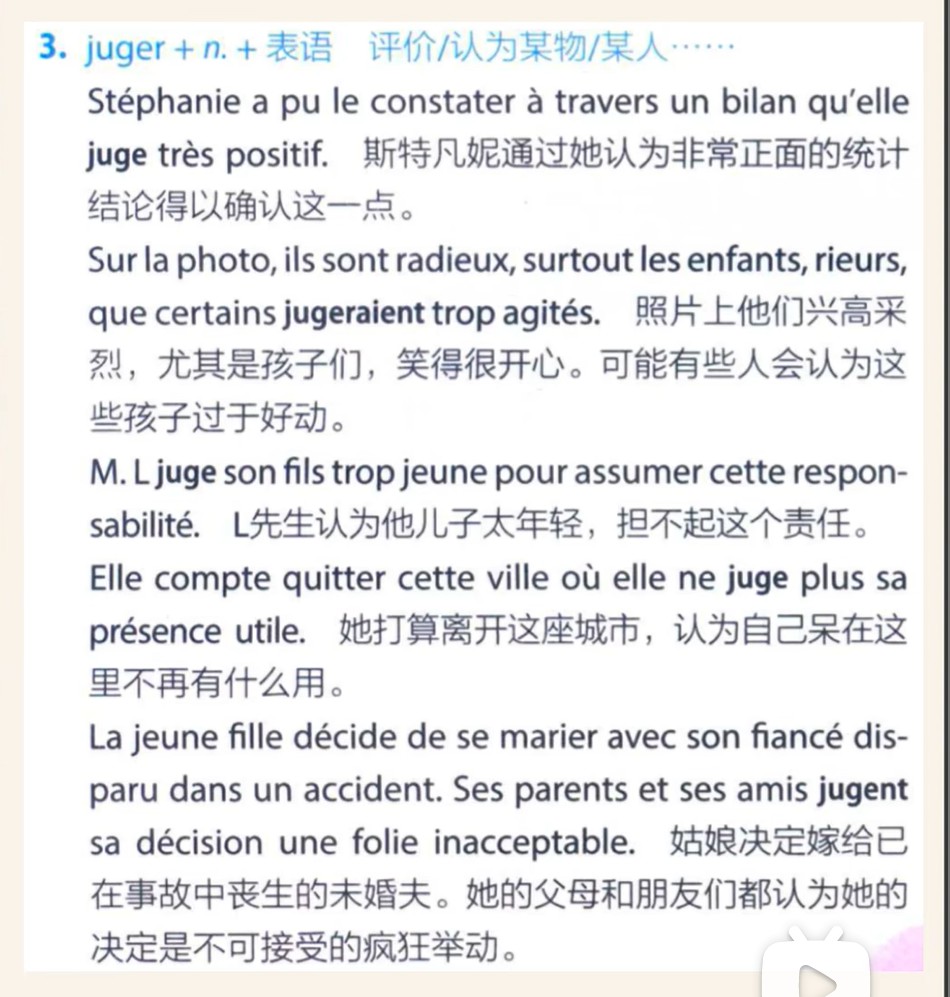 3. juger + n. + 表语 评价/认为某物/某人……
Stéphanie a pu le constater à travers un bilan qu'elle
juge très positif. 斯特凡妮通过她认为非常正面的统计
结论得以确认这一点。
Sur la photo, ils sont radieux, surtout les enfants, rieurs,
que certains jugeraient trop agités. 照片上他们兴高采
烈，尤其是孩子们，笑得很开心。可能有些人会认为这
些孩子过于好动。
M. L juge son fils trop jeune pour assumer cette respon-
sabilité. L先生认为他儿子太年轻，担不起这个责任。
Elle compte quitter cette ville où elle ne juge plus sa
présence utile. 她打算离开这座城市，认为自己呆在这
里不再有什么用。
La jeune fille décide de se marier avec son fiancé dis-
paru dans un accident. Ses parents et ses amis jugent
sa décision une folie inacceptable. 姑娘决定嫁给已
在事故中丧生的未婚夫。她的父母和朋友们都认为她的
决定是不可接受的疯狂举动。